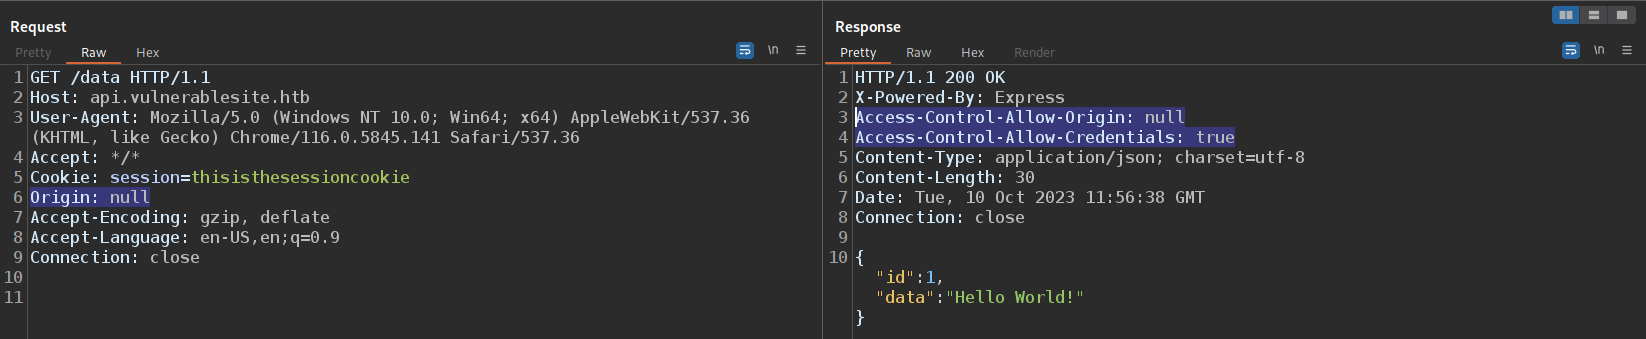 Request
Pretty Raw Hex \n
1 GET /data HTTP/1.1
2 Host: api.vulnerablesite.htb
3 User-Agent: Mozilla/5.0 (Windows NT 10.0; Win64; x64) AppleWebKit/537.36
(KHTML, like Gecko) Chrome/116.0.5845.141 Safari/537.36
4 Accept: */*
5 Cookie: session=thisisthesessioncookie
6 Origin: null
7 Accept-Encoding: gzip, deflate
8 Accept-Language: en-US,en;q=0.9
9 Connection: close
10
11
Response
Pretty Raw Hex Render \n
1 HTTP/1.1 200 OK
2 X-Powered-By: Express
3 Access-Control-Allow-Origin: null
4 Access-Control-Allow-Credentials: true
5 Content-Type: application/json; charset=utf-8
6 Content-Length: 30
7 Date: Tue, 10 Oct 2023 11:56:38 GMT
8 Connection: close
9
10 {
"id":1,
"data":"Hello World!"
}